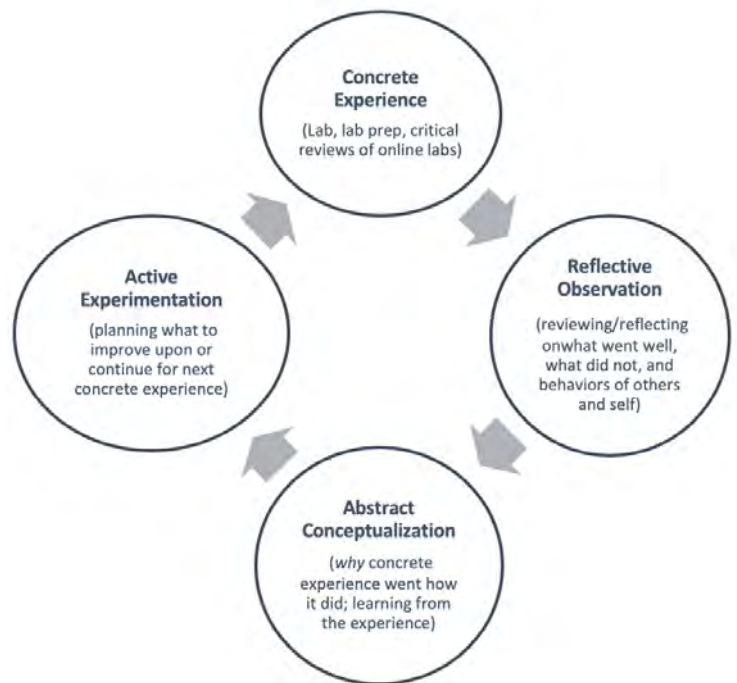 Concrete
Experience
(Lab, lab prep, critical
reviews of online labs)
Reflective
Observation
(reviewing/reflecting
onwhat went well,
what did not, and
behaviors of others
and self)
Abstract
Conceptualization
(why concrete
experience went how
it did; learning from
the experience)
Active
Experimentation
(planning what to
improve upon or
continue for next
concrete experience)